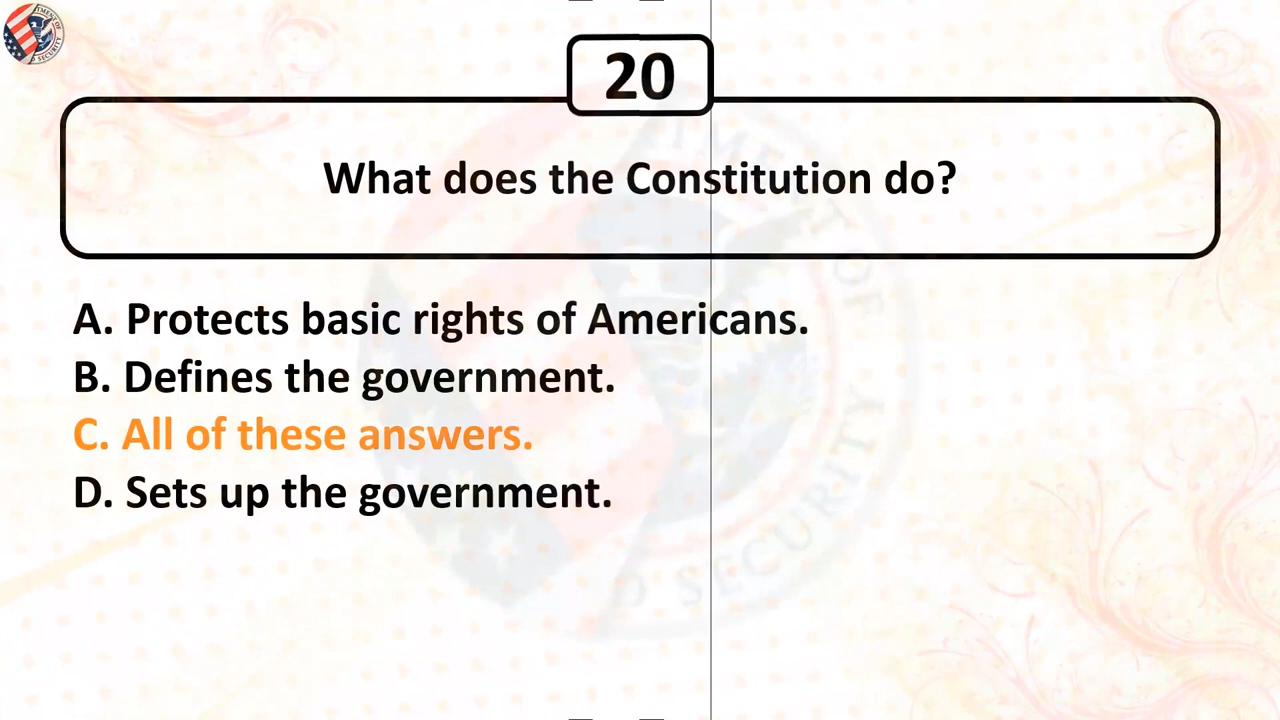 20
What does the Constitution do?
A. Protects basic rights of Americans.
B. Defines the government.
C. All of these answers.
D. Sets up the government.